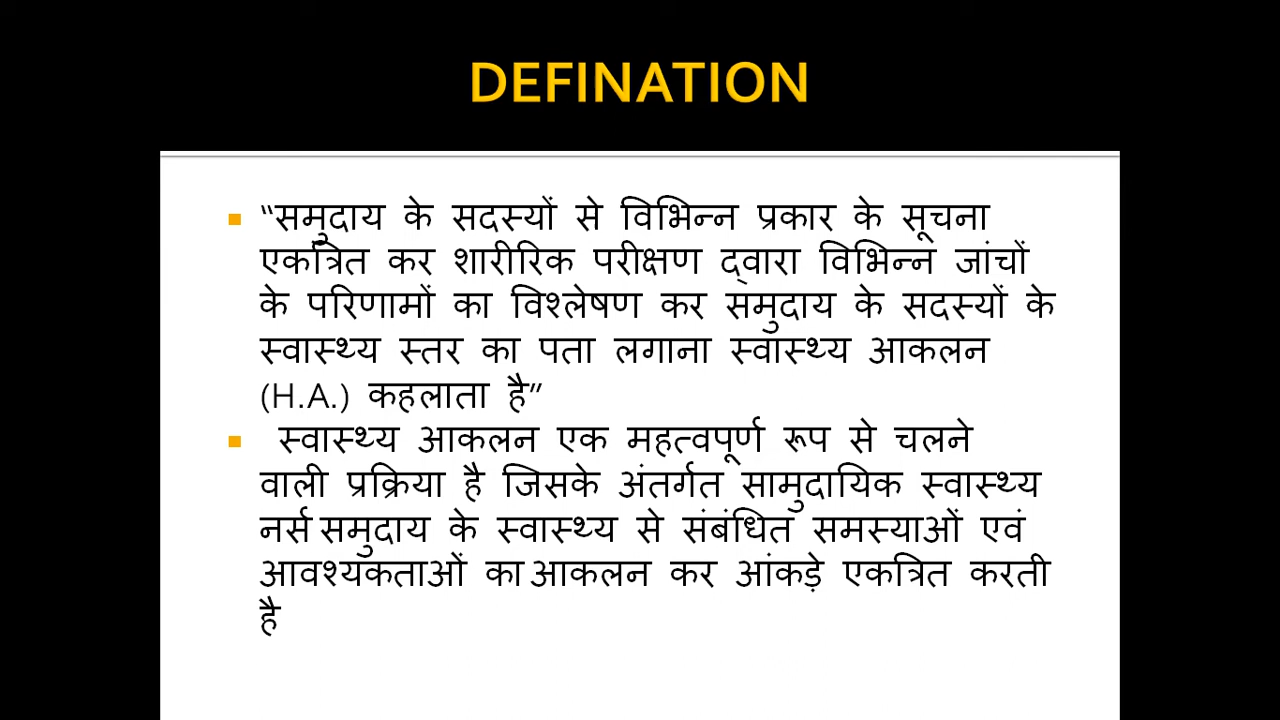 DEFINATION
“समुदाय के सदस्यों से विभिन्न प्रकार के सूचना
एकत्रित कर शारीरिक परीक्षण द्वारा विभिन्न जांचों
के परिणामों का विश्लेषण कर समुदाय के सदस्यों के
स्वास्थ्य स्तर का पता लगाना स्वास्थ्य आकलन
(H.A.) कहलाता है”
स्वास्थ्य आकलन एक महत्वपूर्ण रूप से चलने
वाली प्रक्रिया है जिसके अंतर्गत सामुदायिक स्वास्थ्य
नर्स समुदाय के स्वास्थ्य से संबंधित समस्याओं एवं
आवश्यकताओं का आकलन कर आंकड़े एकत्रित करती
है